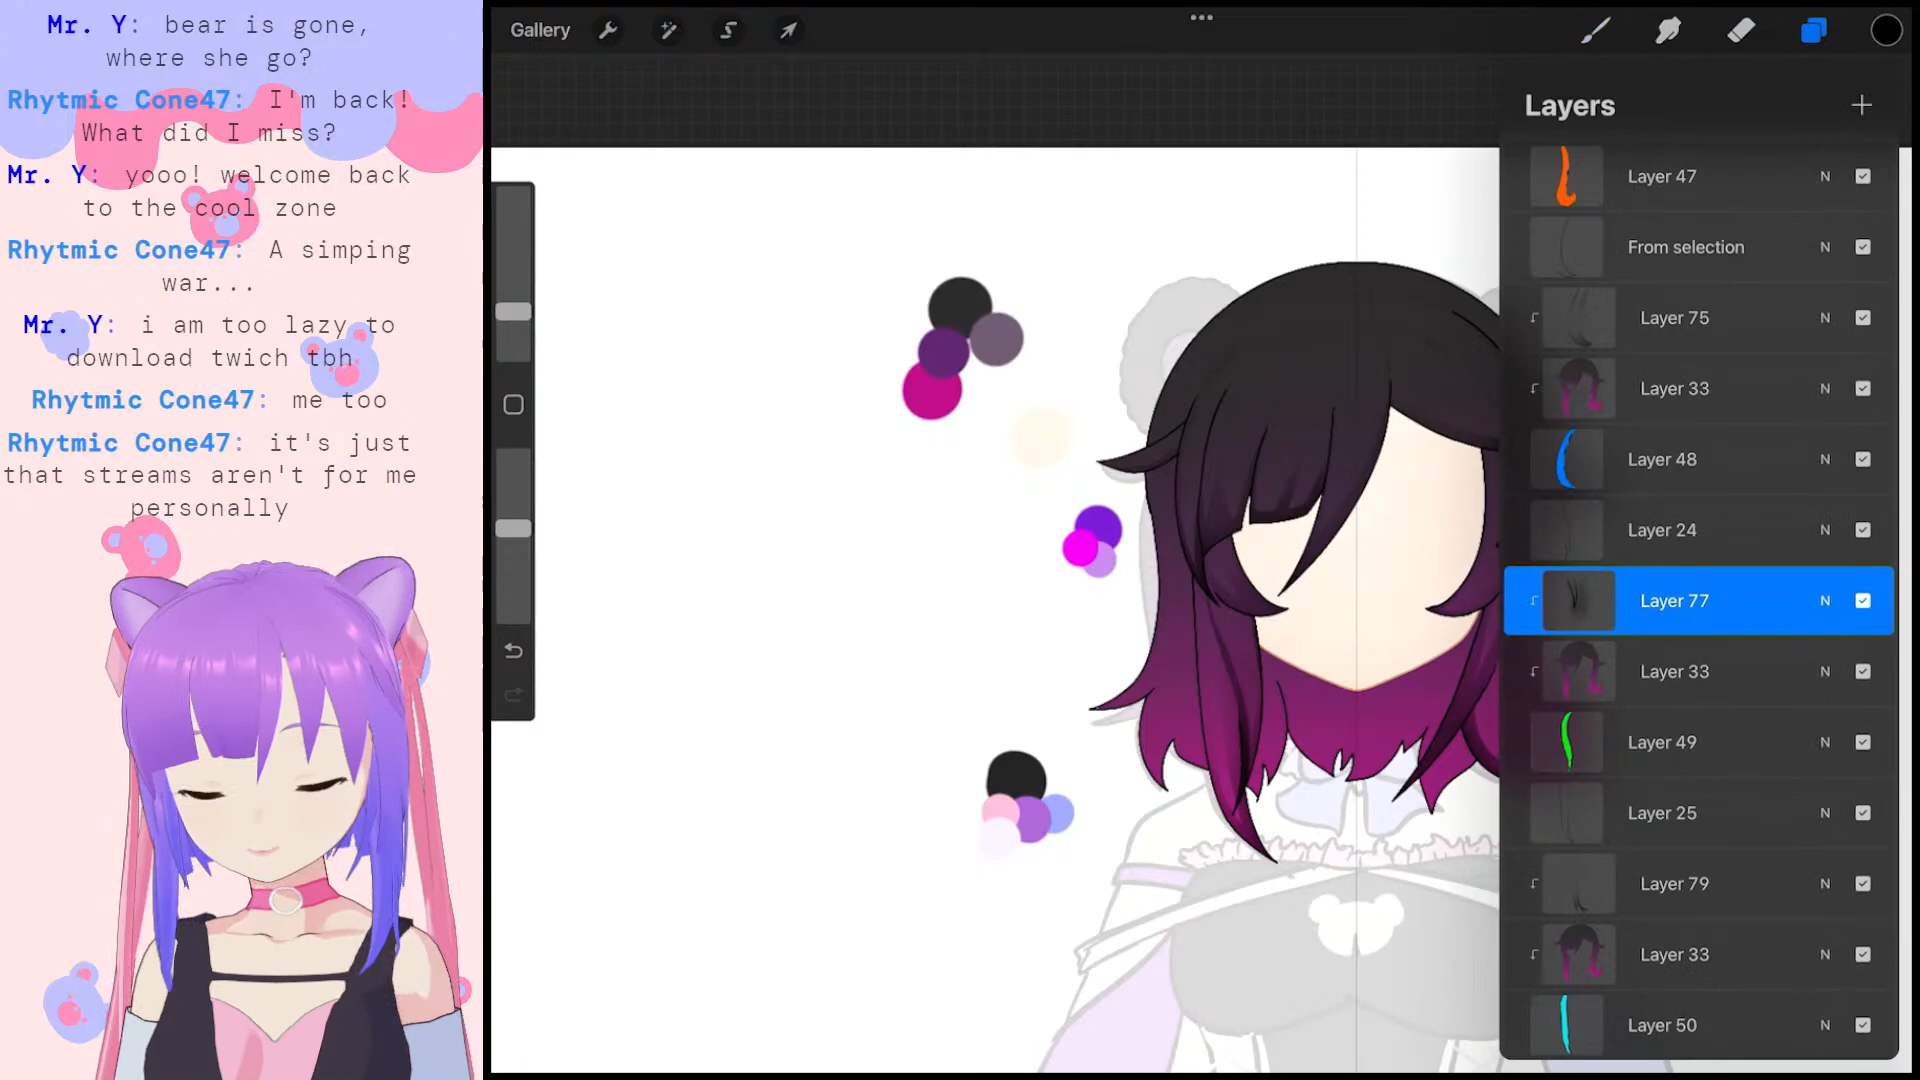 Mr. Y: bear is gone,
where she go?
Rhytmic Cone47: I'm back!
What did I miss?
Mr. Y: yooo! welcome back
to the cool zone
Rhytmic Cone47: A simping
war...
Mr. Y: i am too lazy to
download twich tbh
Rhytmic Cone47: me too
Rhytmic Cone47: it's just
that streams aren't for me
personally
Gallery
Layers
Layer 47 N
From selection N
Layer 75 N
Layer 33 N
Layer 48 N
Layer 24 N
Layer 77 N
Layer 33 N
Layer 49 N
Layer 25 N
Layer 79 N
Layer 33 N
Layer 50 N